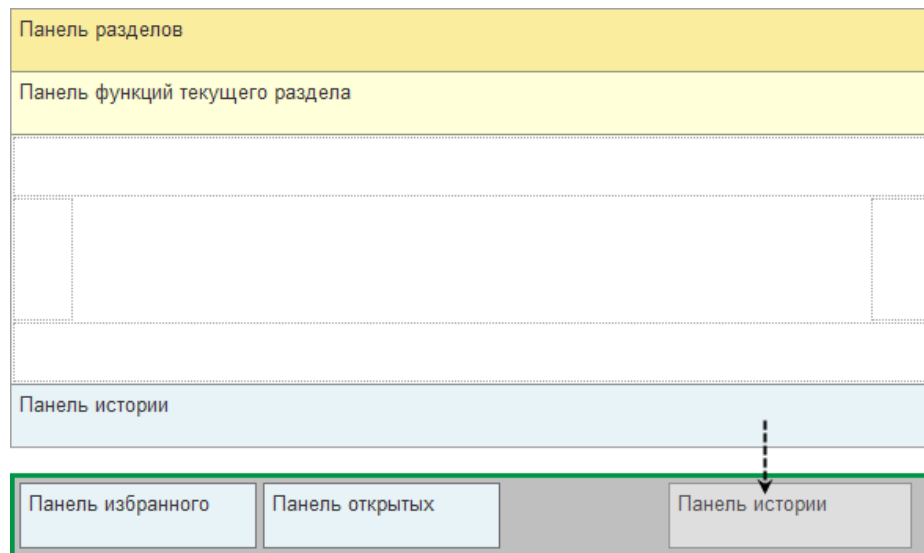 Панель разделов
Панель функций текущего раздела
Панель истории
Панель избранного
Панель открытых
Панель истории